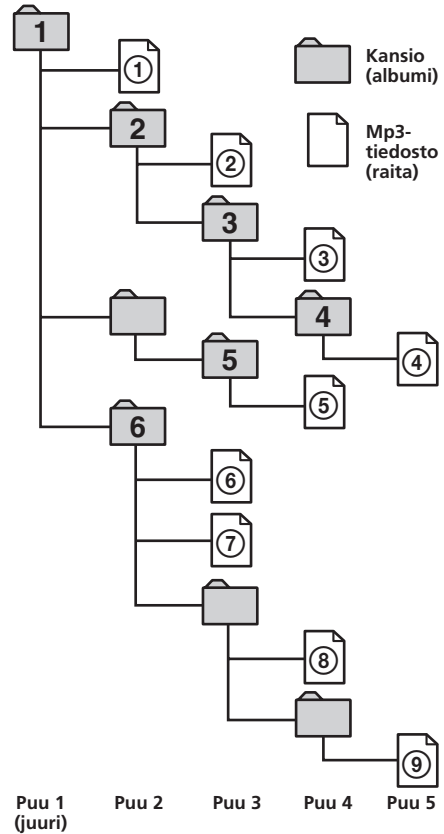 1
1
Kansio
(albumi)
2
Mp3-
tiedosto
(raita)
2
3
3
4
4
5
5
6
6
7
8
9
Puu 1
(juuri)
Puu 2
Puu 3
Puu 4
Puu 5